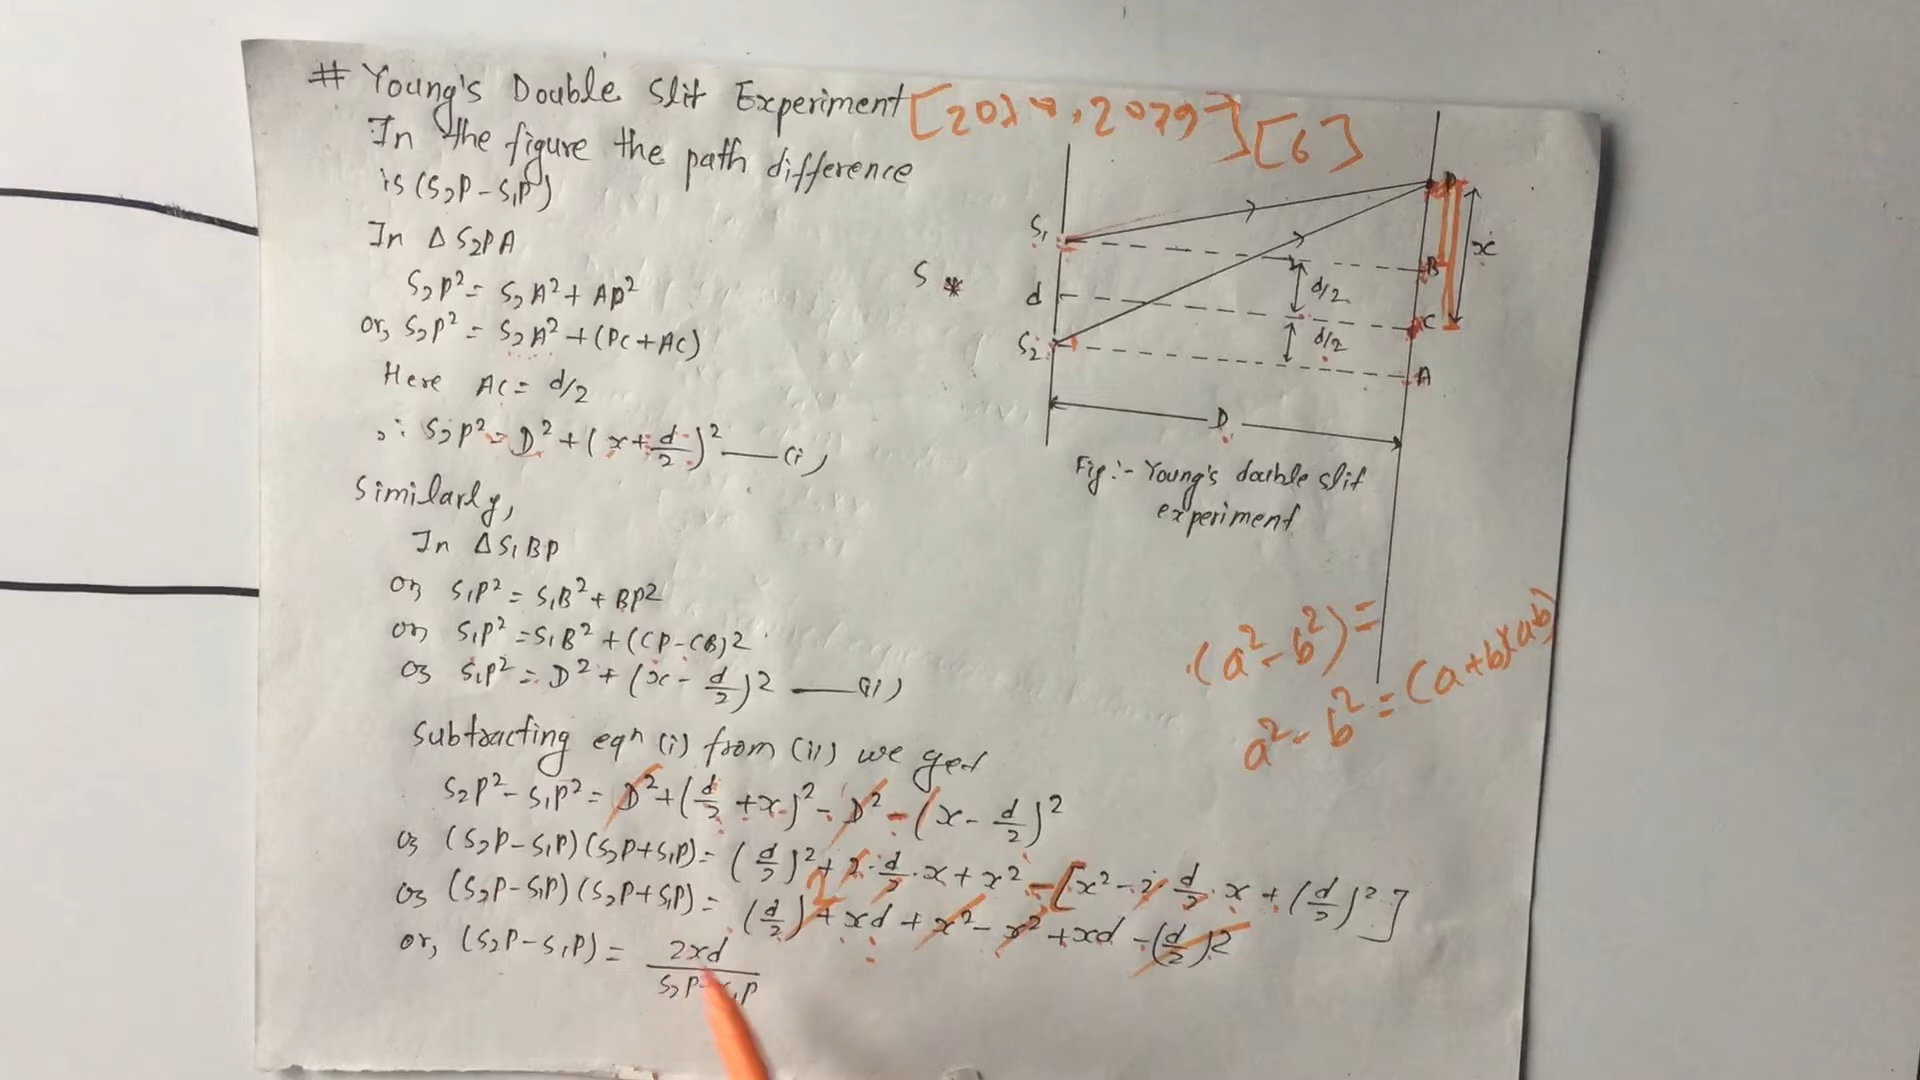 # Young's Double Slit Experiment
[2079] [6]
In the figure the path difference
is (S₂P - S₁P)
In Δ S₂PA
S₂P² = S₂A² + AP²
or, S₂P² = S₂A² + (PC + AC)
Here AC = d/2
∴ S₂P² = D² + (x + d/2)² —— (i)
Similarly,
In Δ S₁BP
or S₁P² = S₁B² + BP²
or S₁P² = S₁B² + (CP - CB)²
or S₁P² = D² + (x - d/2)² —— (ii)
Subtracting eqⁿ (i) from (ii) we get
S₂P² - S₁P² = D² + (d/2 + x)² - D² - (x - d/2)²
or (S₂P - S₁P) (S₂P + S₁P) = (d/2)² + 2·d/2·x + x² - [x² - 2 d/2·x + (d/2)²]
or (S₂P - S₁P) (S₂P + S₁P) = (d/2)² + xd + x² - x² + xd - (d/2)²
or, (S₂P - S₁P) = 2xd
S₂P
P
S₁
B
x
S
d
d/2
C
S₂
d/2
A
D
Fig :- Young's double slit
experiment
(a² - b²) =
a² - b² = (a+b)(a-b)